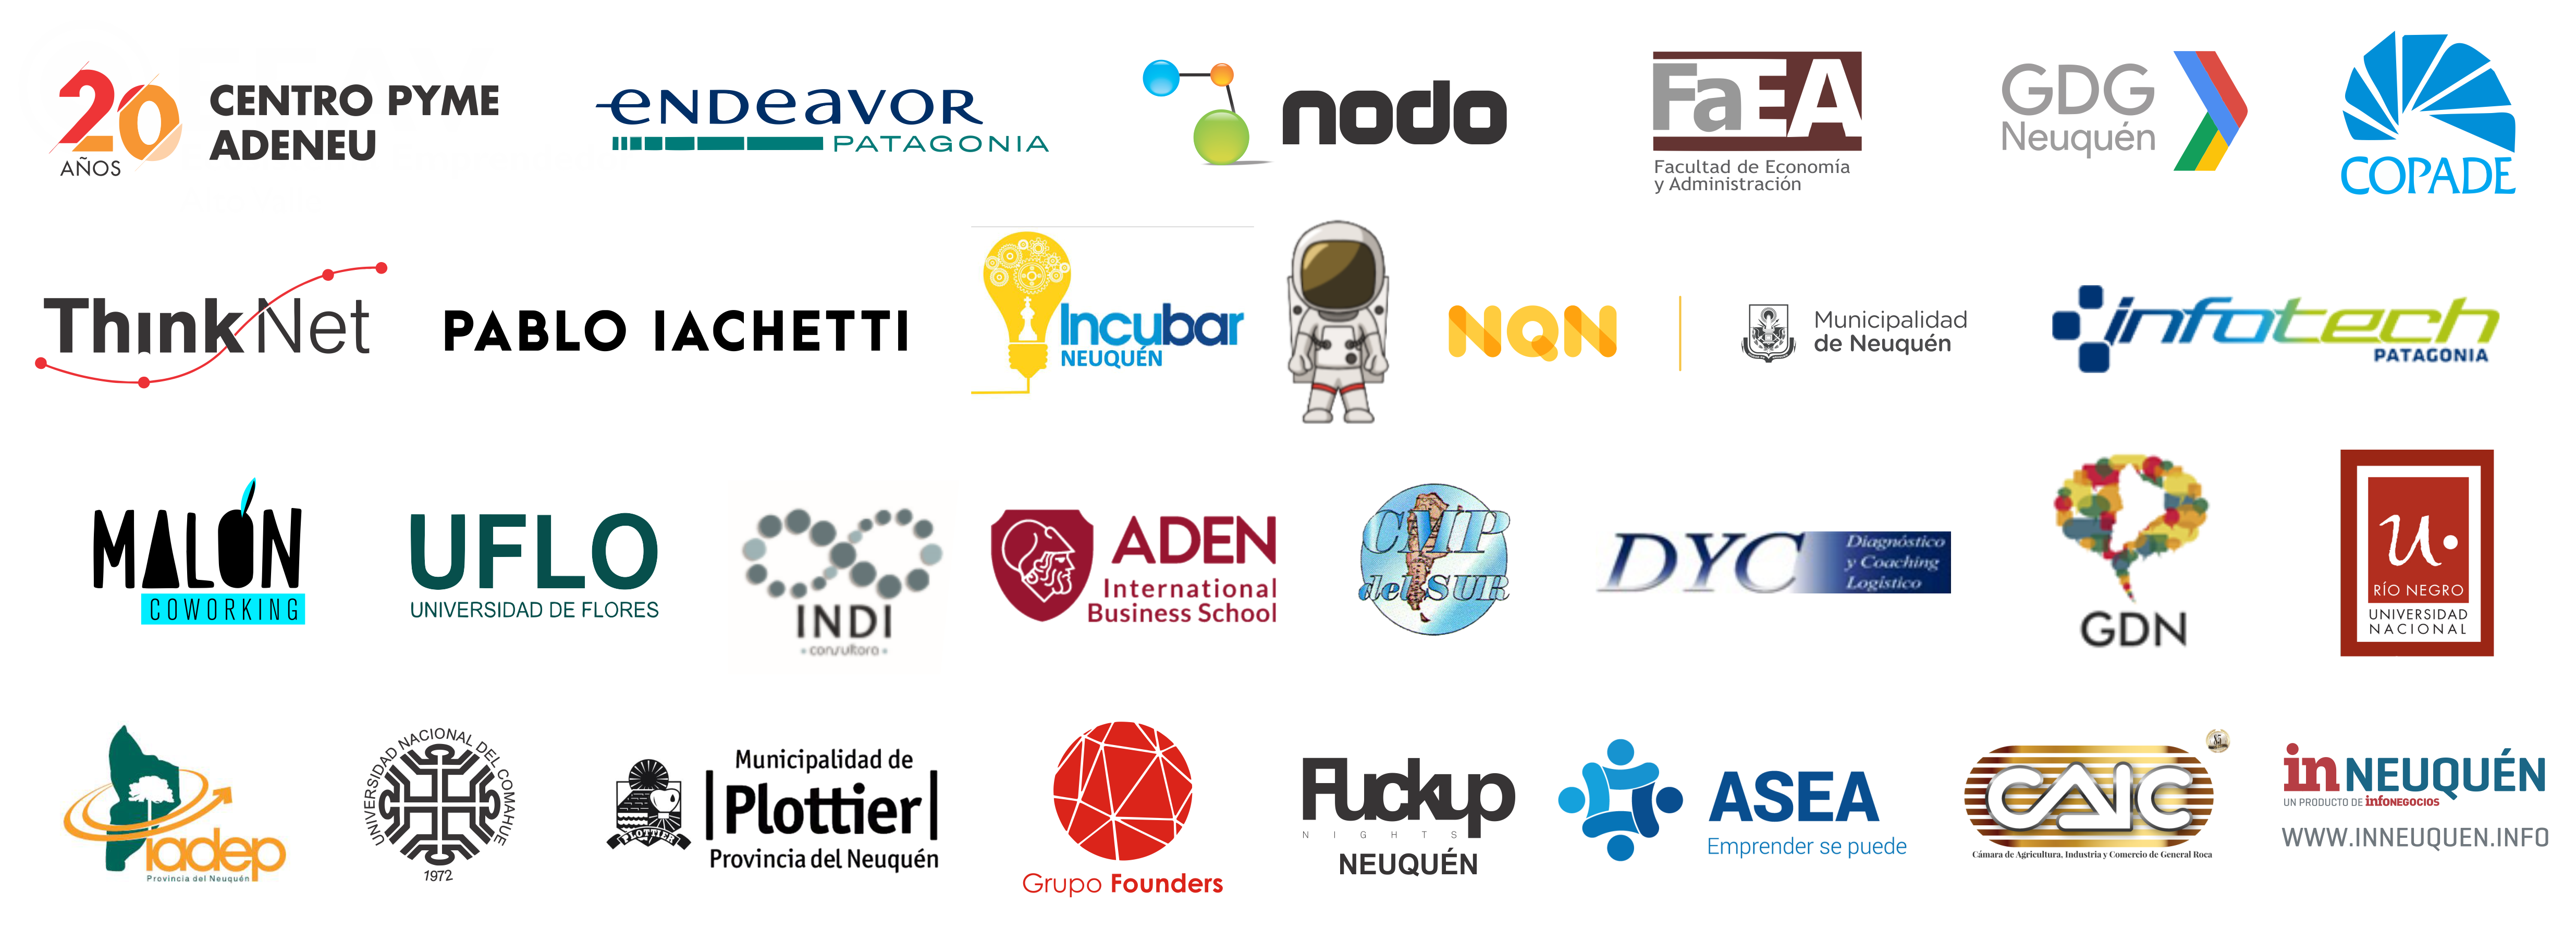 20 AÑOS
CENTRO PYME
ADENEU
enDeavor
PATAGONIA
nodo
FaEA
Facultad de Economía
y Administración
GDG
Neuquén
COPADE
ThinkNet
PABLO IACHETTI
Incubar
NEUQUÉN
NQN
Municipalidad
de Neuquén
infotech
PATAGONIA
MALÓN
COWORKING
UFLO
UNIVERSIDAD DE FLORES
INDI
consultora
ADEN
International
Business School
CMP
del SUR
DYC
Diagnóstico
y Coaching
Logístico
GDN
u.
RÍO NEGRO
UNIVERSIDAD
NACIONAL
iadep
Provincia del Neuquén
UNIVERSIDAD NACIONAL DEL COMAHUE
1972
PLOTTIER
Municipalidad de
Plottier
Provincia del Neuquén
Grupo Founders
Fuckup
NIGHTS
NEUQUÉN
ASEA
Emprender se puede
CAIC
85
Cámara de Agricultura, Industria y Comercio de General Roca
inNEUQUÉN
UN PRODUCTO DE infonegocios
WWW.INNEUQUEN.INFO